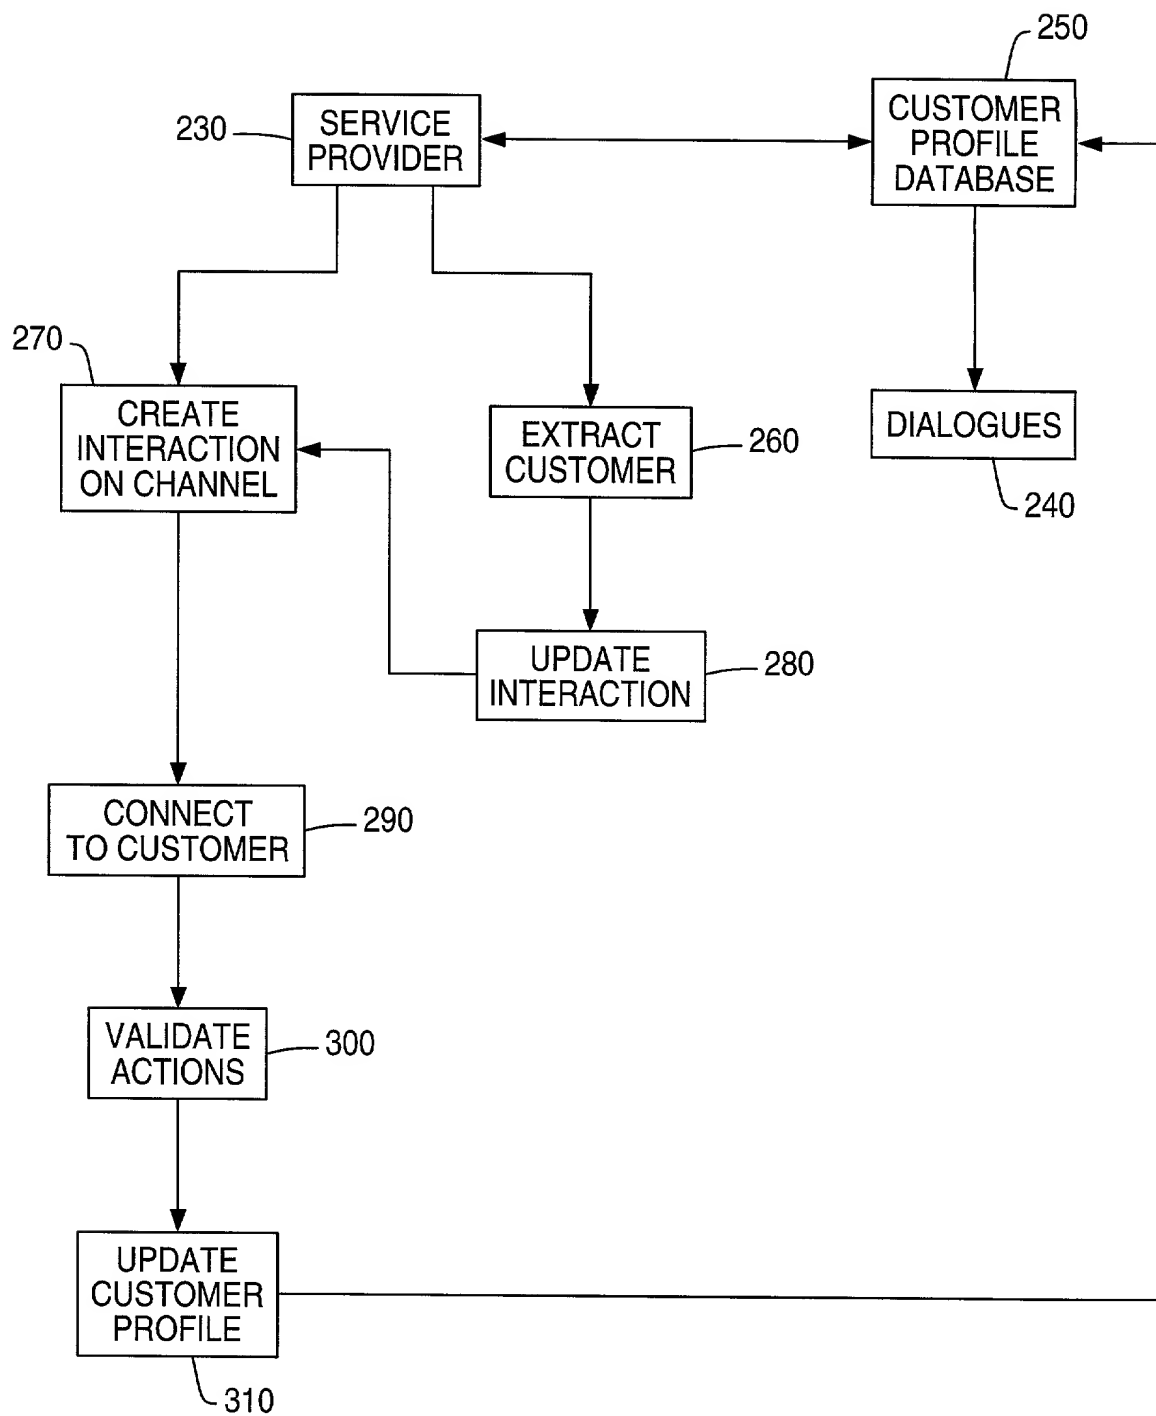 250
SERVICE
PROVIDER
230
CUSTOMER
PROFILE
DATABASE
270
CREATE
INTERACTION
ON CHANNEL
EXTRACT
CUSTOMER
260
DIALOGUES
240
UPDATE
INTERACTION
280
CONNECT
TO CUSTOMER
290
VALIDATE
ACTIONS
300
UPDATE
CUSTOMER
PROFILE
310